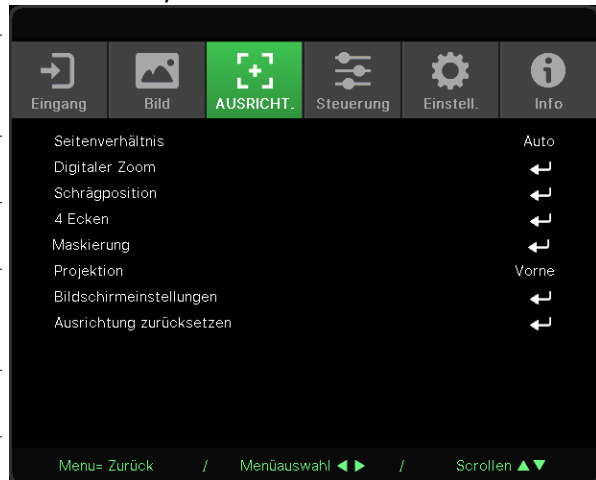 Eingang Bild AUSRICHT. Steuerung Einstell. Info
Seitenverhältnis Auto
Digitaler Zoom
Schrägposition
4 Ecken
Maskierung
Projektion Vorne
Bildschirmeinstellungen
Ausrichtung zurücksetzen
Menu= Zurück / Menüauswahl ◀ ▶ / Scrollen ▲▼